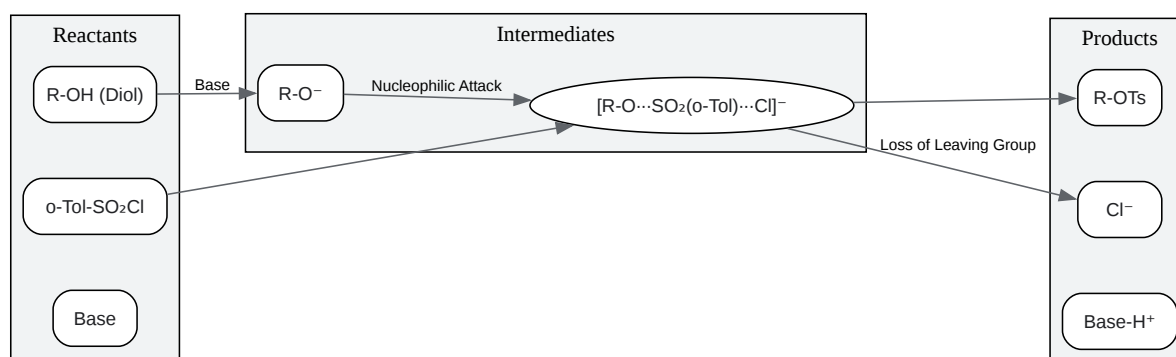 Reactants
Intermediates
Products
R-OH (Diol)
Base
R-O⁻
Nucleophilic Attack
[R-O···SO₂(o-Tol)···Cl]⁻
R-OTs
Loss of Leaving Group
o-Tol-SO₂Cl
Cl⁻
Base
Base-H⁺